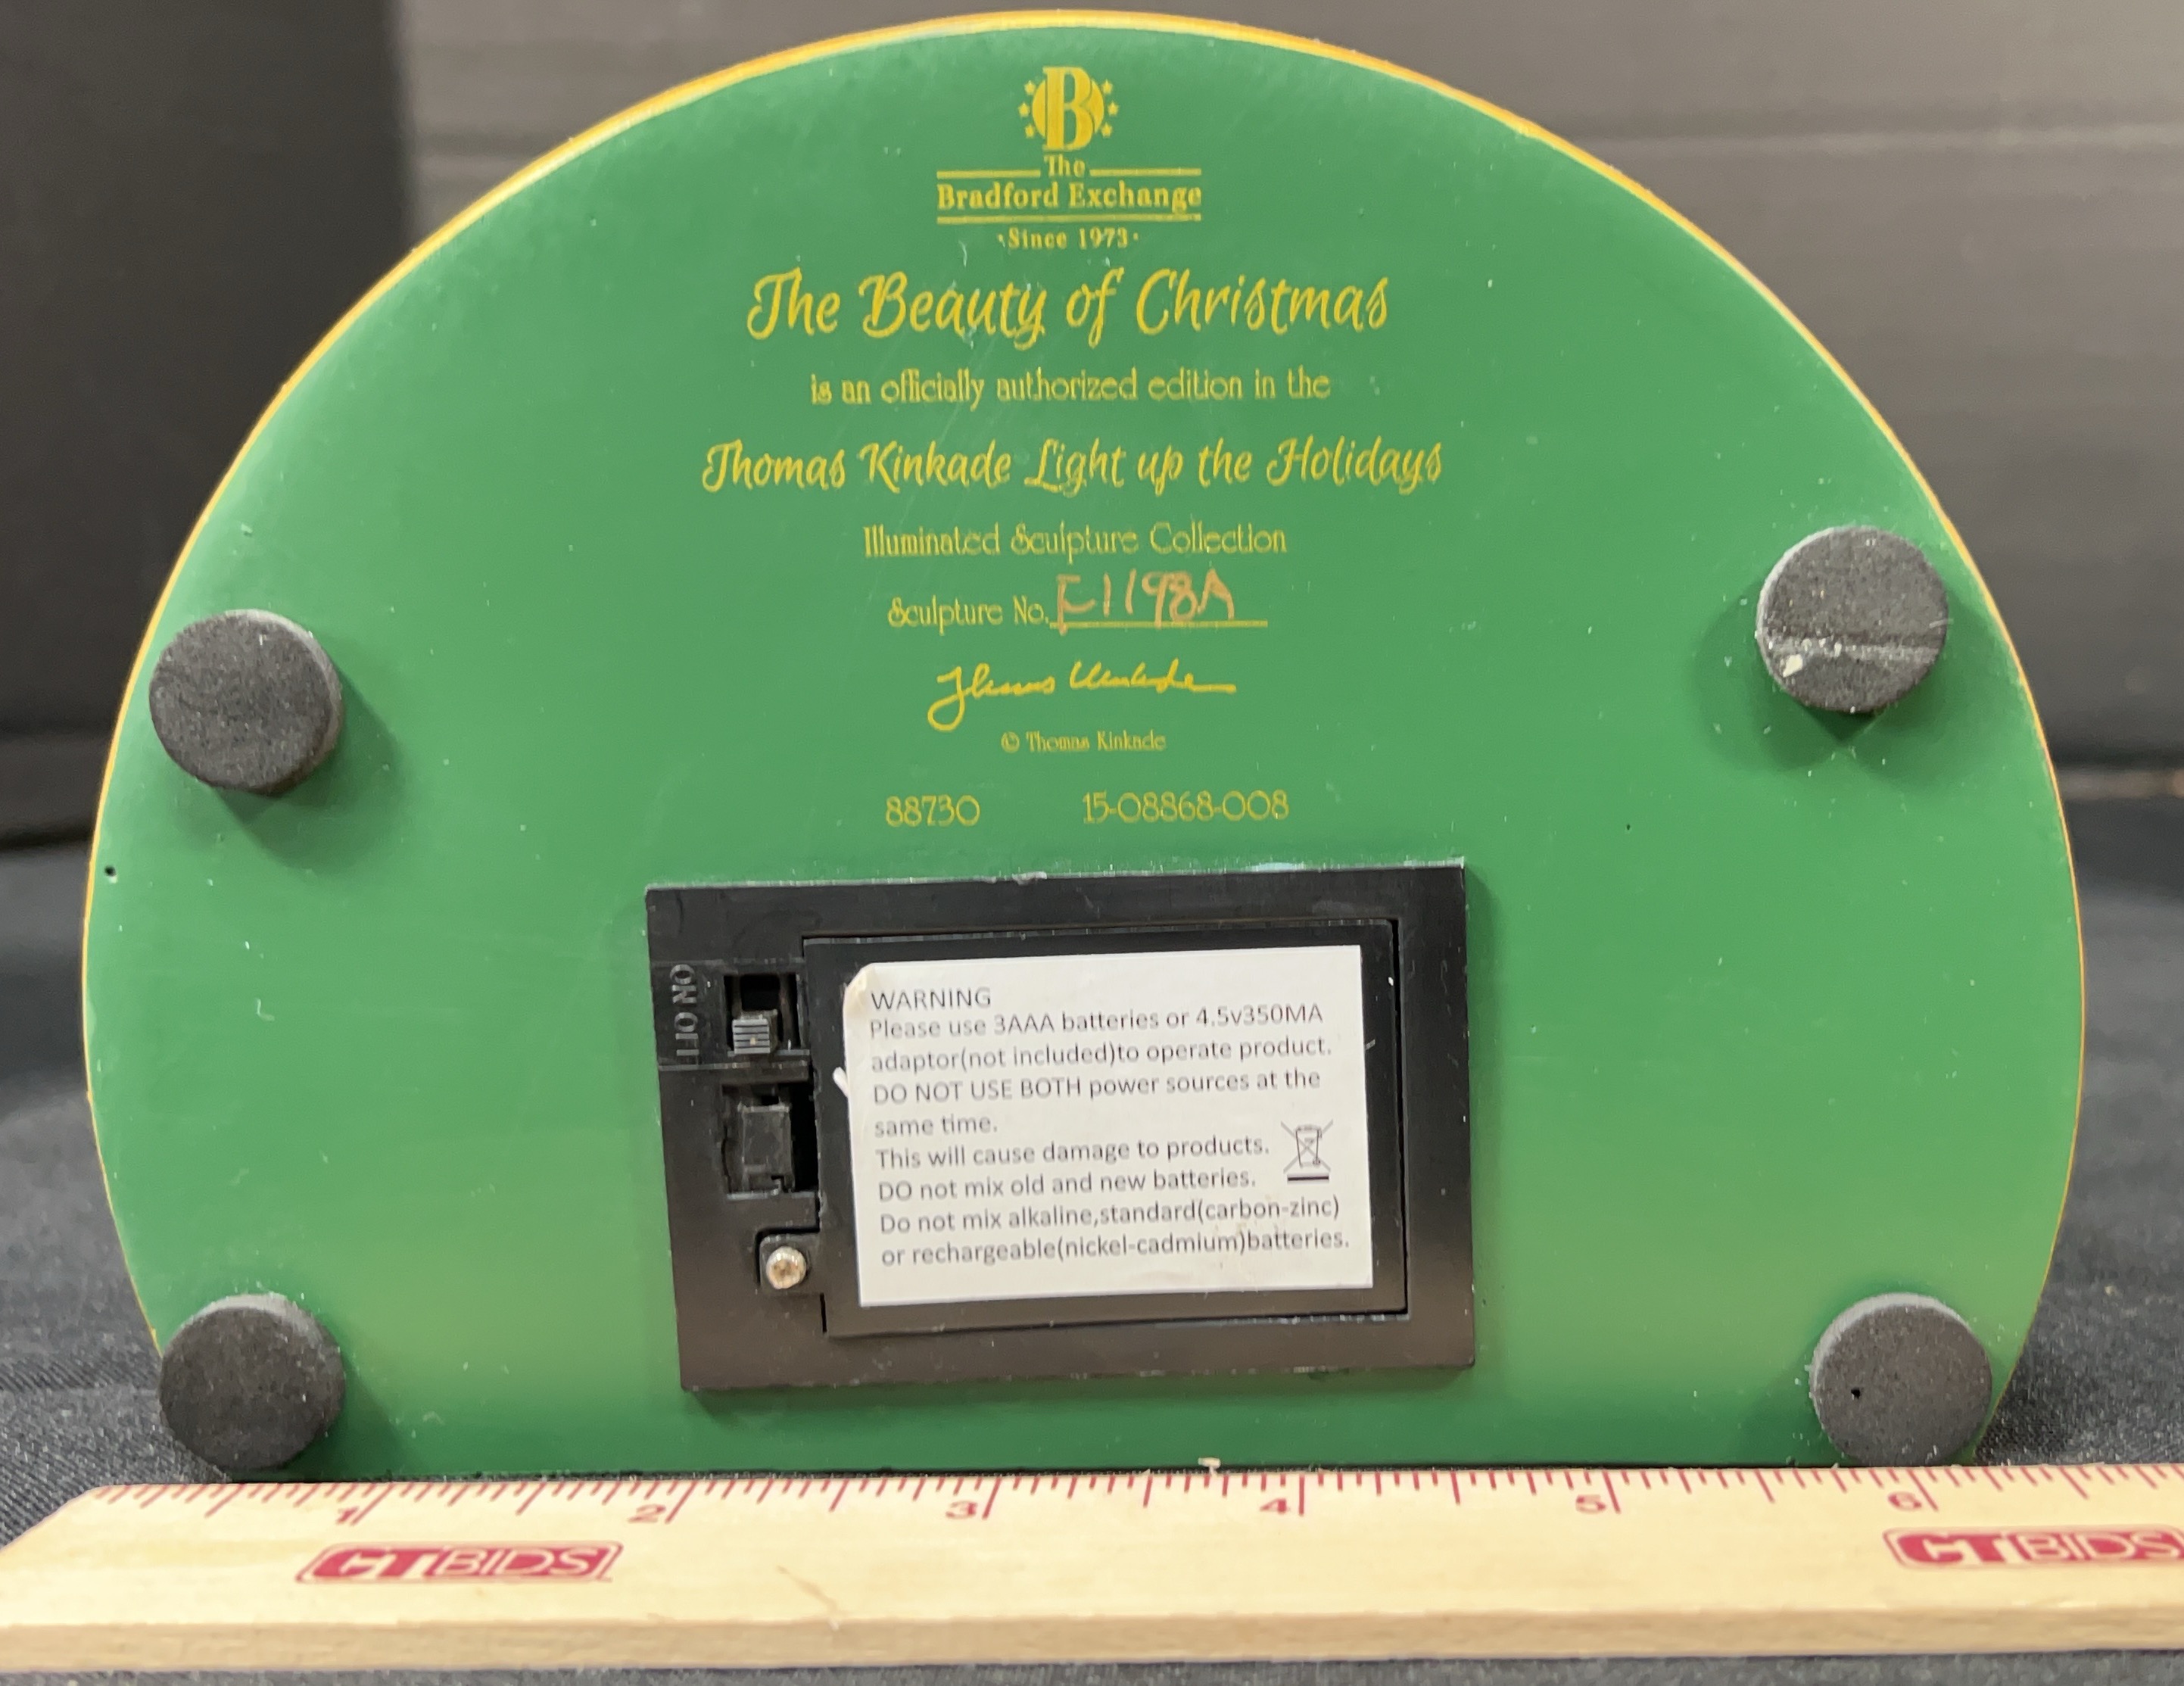 B
The
Bradford Exchange
·Since 1973·
The Beauty of Christmas
is an officially authorized edition in the
Thomas Kinkade Light up the Holidays
Illuminated Sculpture Collection
Sculpture No. F1198A
Thomas Kinkade
© Thomas Kinkade
88730 15-08868-008
ON OFF
WARNING
Please use 3AAA batteries or 4.5v350MA
adaptor(not included)to operate product.
DO NOT USE BOTH power sources at the
same time.
This will cause damage to products.
DO not mix old and new batteries.
Do not mix alkaline,standard(carbon-zinc)
or rechargeable(nickel-cadmium)batteries.
1 2 3 4 5 6
CTBIDS CTBIDS